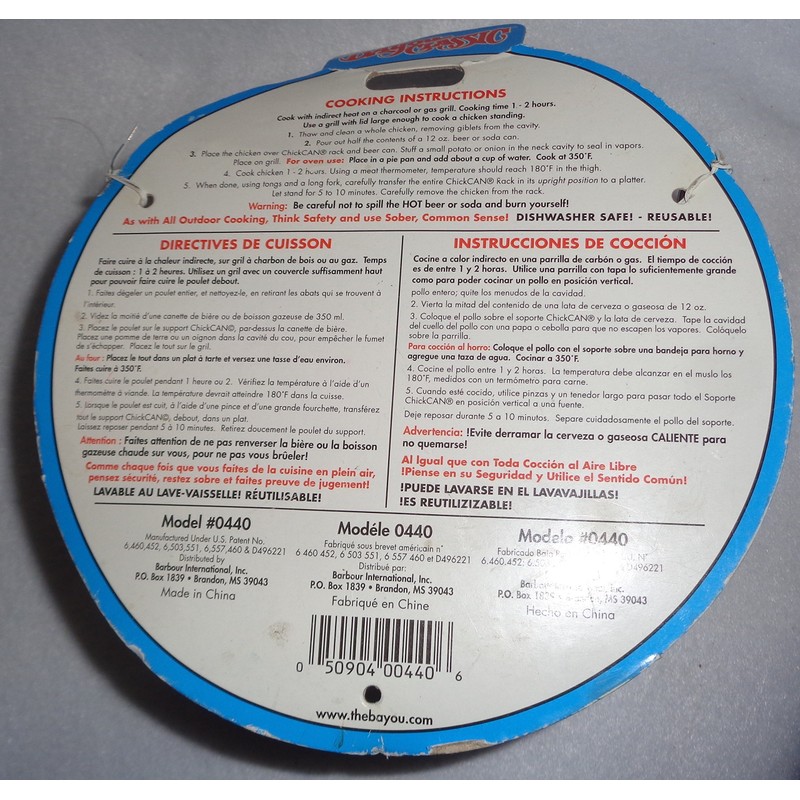 COOKING INSTRUCTIONS
Cook with indirect heat on a charcoal or gas grill. Cooking time 1 - 2 hours.
Use a grill with lid large enough to cook a chicken standing.
1. Thaw and clean a whole chicken, removing giblets from the cavity.
2. Pour out half the contents of a 12 oz. beer or soda can.
3. Place the chicken over ChickCAN® rack and beer can. Stuff a small potato or onion in the neck cavity to seal in vapors.
Place on grill. For oven use: Place in a pie pan and add about a cup of water. Cook at 350°F.
4. Cook chicken 1 - 2 hours. Using a meat thermometer, temperature should reach 180°F in the thigh.
5. When done, using tongs and a long fork, carefully transfer the entire ChickCAN® Rack in its upright position to a platter.
Let stand for 5 to 10 minutes. Carefully remove the chicken from the rack.
Warning: Be careful not to spill the HOT beer or soda and burn yourself!
As with All Outdoor Cooking, Think Safety and use Sober, Common Sense! DISHWASHER SAFE! - REUSABLE!
DIRECTIVES DE CUISSON
Faire cuire à la chaleur indirecte, sur gril à charbon de bois ou au gaz. Temps
de cuisson : 1 à 2 heures. Utilisez un gril avec un couvercle suffisamment haut
pour pouvoir faire cuire le poulet debout.
1. Faites dégeler un poulet entier, et nettoyez-le, en retirant les abats qui se trouvent à
l'intérieur.
2. Videz la moitié d'une canette de bière ou de boisson gazeuse de 350 ml.
3. Placez le poulet sur le support ChickCAN©, par-dessus la canette de bière.
Placez une pomme de terre ou un oignon dans la cavité du cou, pour empêcher le fumet
de s'échapper. Placez le tout sur le gril.
Au four : Placez le tout dans un plat à tarte et versez une tasse d'eau environ.
Faites cuire à 350°F.
4. Faites cuire le poulet pendant 1 heure ou 2. Vérifiez la température à l'aide d'un
thermomètre à viande. La température devrait atteindre 180°F dans la cuisse.
5. Lorsque le poulet est cuit, à l'aide d'une pince et d'une grande fourchette, transférez
tout le support ChickCAN©, debout, dans un plat.
Laissez reposer pendant 5 à 10 minutes. Retirez doucement le poulet du support.
Attention : Faites attention de ne pas renverser la bière ou la boisson
gazeuse chaude sur vous, pour ne pas vous brûeler!
Comme chaque fois que vous faites de la cuisine en plein air,
pensez sécurité, restez sobre et faites preuve de jugement!
LAVABLE AU LAVE-VAISSELLE! RÉUTILISABLE!
INSTRUCCIONES DE COCCIÓN
Cocine a calor indirecto en una parrilla de carbón o gas. El tiempo de cocción
es de entre 1 y 2 horas. Utilice una parrilla con tapa lo suficientemente grande
como para poder cocinar un pollo en posición vertical.
pollo entero; quite los menudos de la cavidad.
2. Vierta la mitad del contenido de una lata de cerveza o gaseosa de 12 oz.
3. Coloque el pollo sobre el soporte ChickCAN® y la lata de cerveza. Tape la cavidad
del cuello del pollo con una papa o cebolla para que no escapen los vapores. Colóquelo
sobre la parrilla.
Para cocción al horno: Coloque el pollo con el soporte sobre una bandeja para horno y
agregue una taza de agua. Cocinar a 350°F.
4. Cocine el pollo entre 1 y 2 horas. La temperatura debe alcanzar en el muslo los
180°F, medidos con un termómetro para carne.
5. Cuando esté cocido, utilice pinzas y un tenedor largo para pasar todo el Soporte
ChickCAN® en posición vertical a una fuente.
Deje reposar durante 5 a 10 minutos. Separe cuidadosamente el pollo del soporte.
Advertencia: !Evite derramar la cerveza o gaseosa CALIENTE para
no quemarse!
Al Igual que con Toda Cocción al Aire Libre
!Piense en su Seguridad y Utilice el Sentido Común!
!PUEDE LAVARSE EN EL LAVAVAJILLAS!
!ES REUTILIZIZABLE!
Model #0440
Manufactured Under U.S. Patent No.
6,460,452, 6,503,551, 6,557,460 & D496221
Distributed by
Barbour International, Inc.
P.O. Box 1839 • Brandon, MS 39043
Made in China
Modéle 0440
Fabriqué sous brevet américain n°
6 460 452, 6 503 551, 6 557 460 et D496221
Distribué par:
Barbour International, Inc.
P.O. Box 1839 • Brandon, MS 39043
Fabriqué en Chine
Modelo #0440
Fabricado Bajo N°
6,460,452; D496221
Inc.
P.O. Box 1839 • Brandon, MS 39043
Hecho en China
0 50904 00440 6
www.thebayou.com